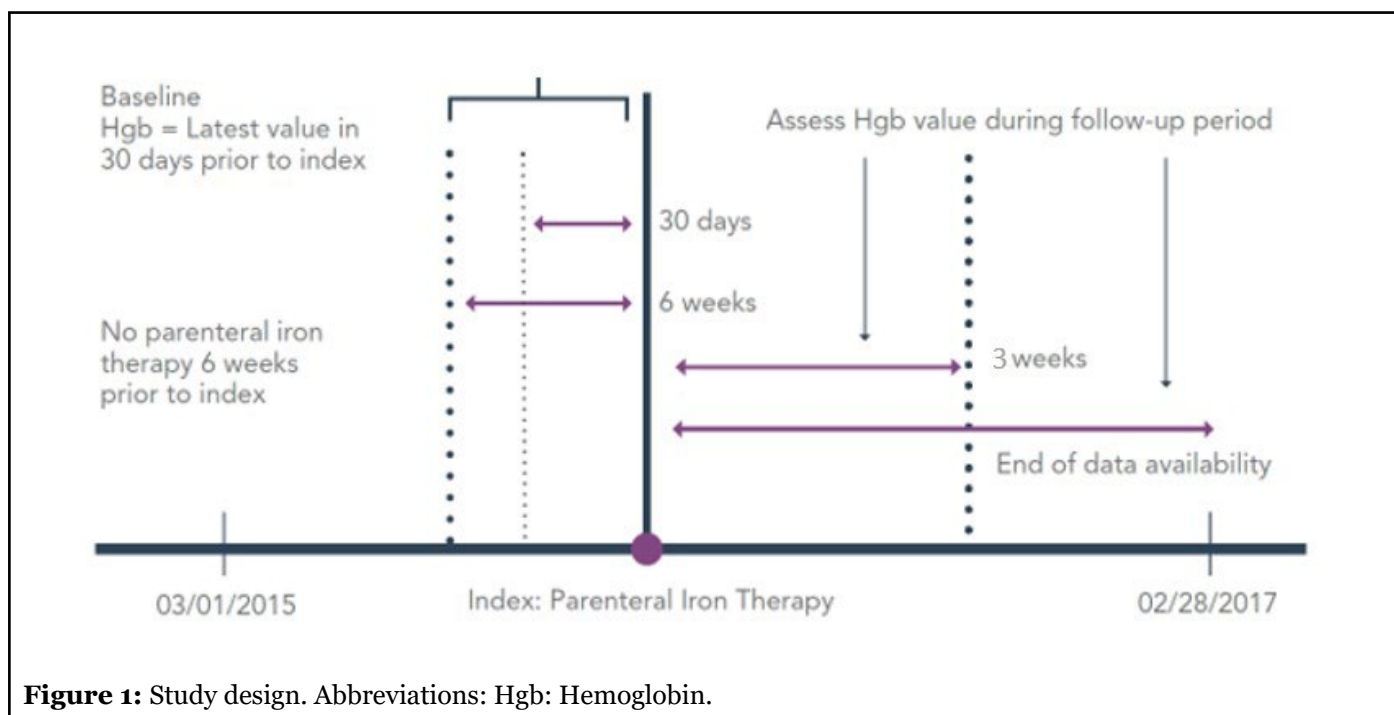 Baseline
Hgb = Latest value in
30 days prior to index
Assess Hgb value during follow-up period
30 days
6 weeks
No parenteral iron
therapy 6 weeks
prior to index
3 weeks
End of data availability
03/01/2015
Index: Parenteral Iron Therapy
02/28/2017
Figure 1: Study design. Abbreviations: Hgb: Hemoglobin.